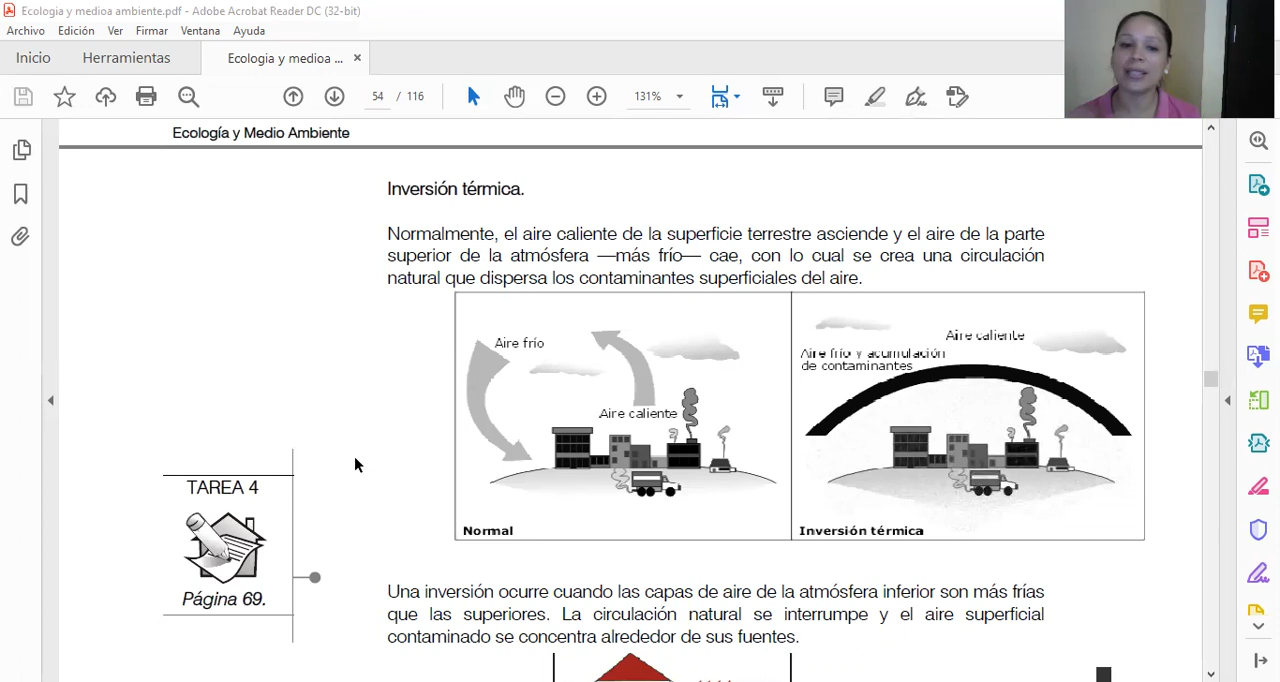 Ecologia y medioa ambiente.pdf - Adobe Acrobat Reader DC (32-bit)
Archivo Edición Ver Firmar Ventana Ayuda
Inicio Herramientas Ecologia y medioa ... ×
54 / 116 131%
Ecología y Medio Ambiente
Inversión térmica.
Normalmente, el aire caliente de la superficie terrestre asciende y el aire de la parte
superior de la atmósfera —más frío— cae, con lo cual se crea una circulación
natural que dispersa los contaminantes superficiales del aire.
Aire frío
Aire caliente
Normal
Aire caliente
Aire frío y acumulación
de contaminantes
Inversión térmica
TAREA 4
Página 69.
Una inversión ocurre cuando las capas de aire de la atmósfera inferior son más frías
que las superiores. La circulación natural se interrumpe y el aire superficial
contaminado se concentra alrededor de sus fuentes.